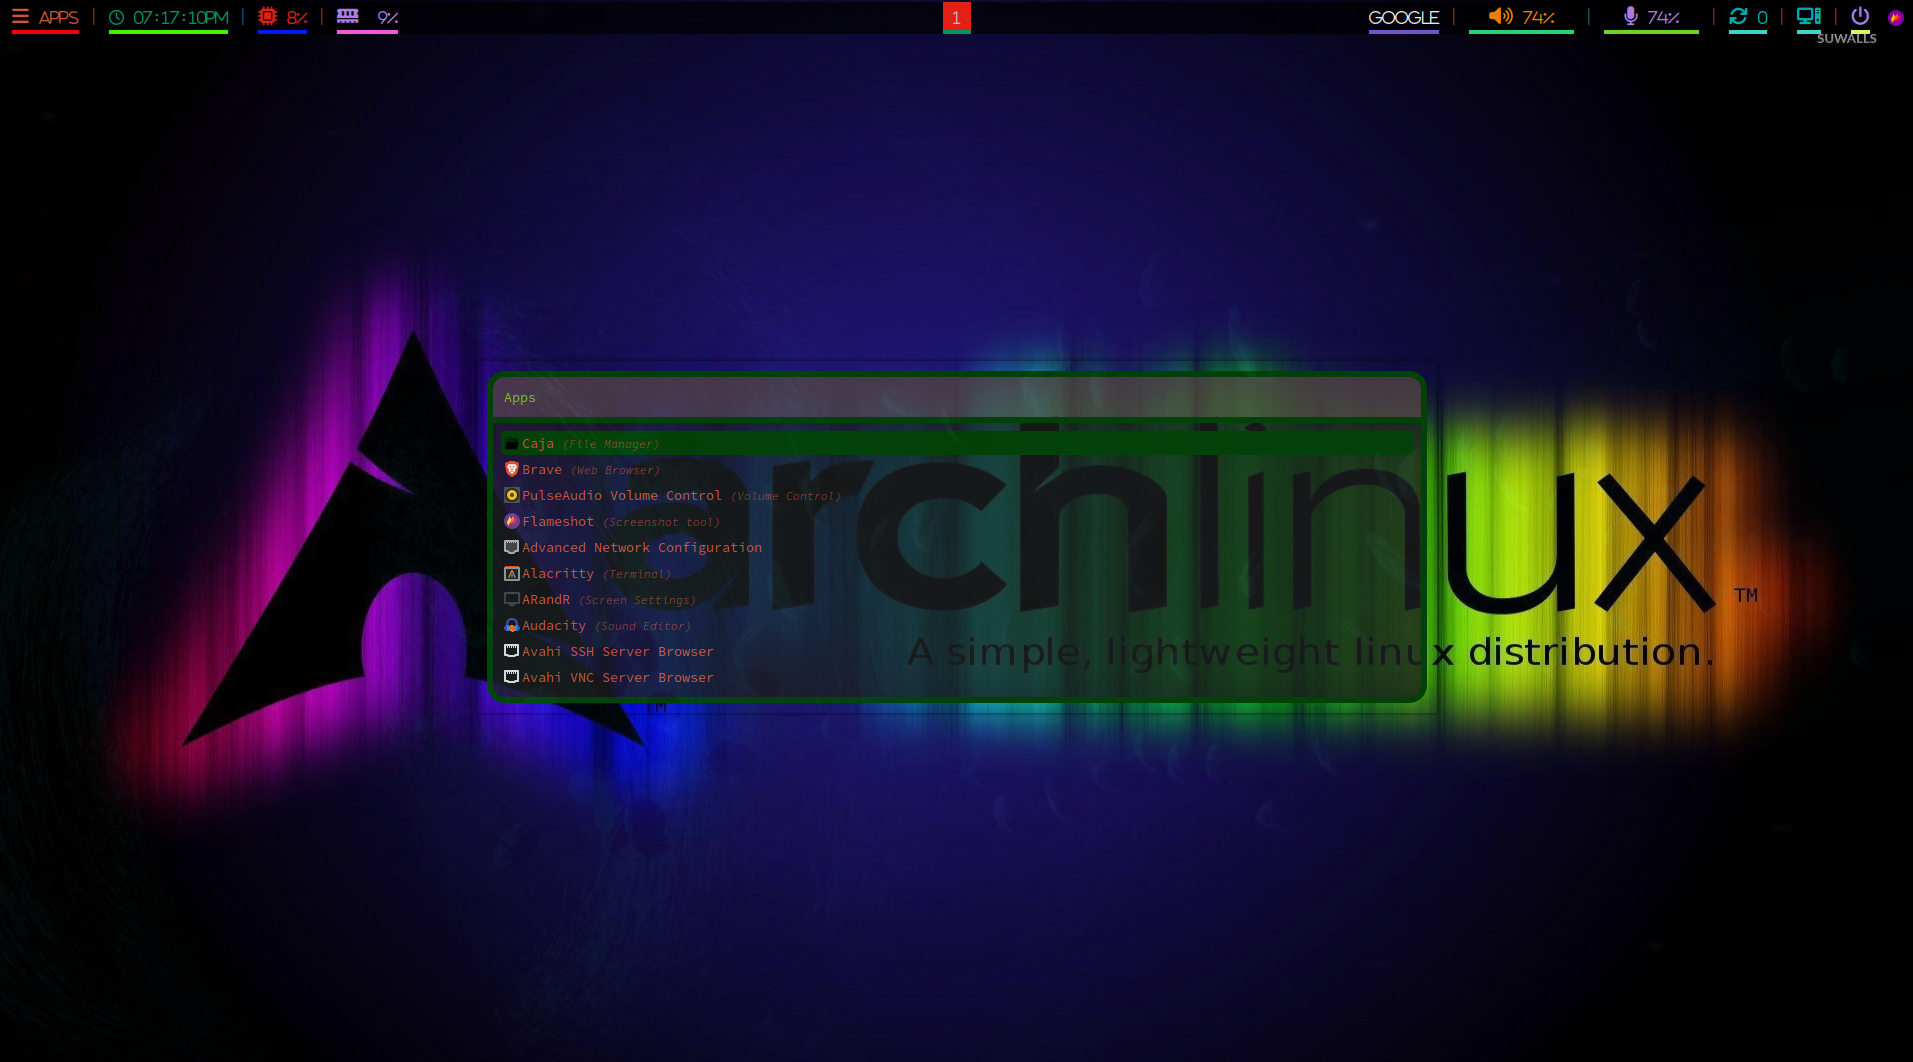 APPS | 07:17:10PM | 8% | 9% 1 GOOGLE | 74% | 74% | 0 | |
SUWALLS
Apps
Caja (File Manager)
Brave (Web Browser)
PulseAudio Volume Control (Volume Control)
Flameshot (Screenshot tool)
Advanced Network Configuration
Alacritty (Terminal)
ARandR (Screen Settings)
Audacity (Sound Editor)
Avahi SSH Server Browser
Avahi VNC Server Browser
archlinux TM
A simple, lightweight linux distribution.
TM